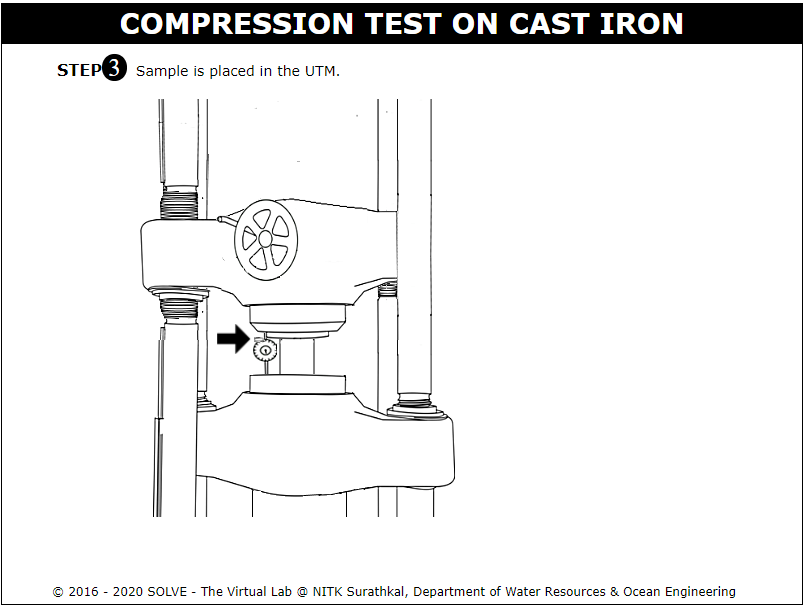 COMPRESSION TEST ON CAST IRON
STEP 3 Sample is placed in the UTM.
© 2016 - 2020 SOLVE - The Virtual Lab @ NITK Surathkal, Department of Water Resources & Ocean Engineering